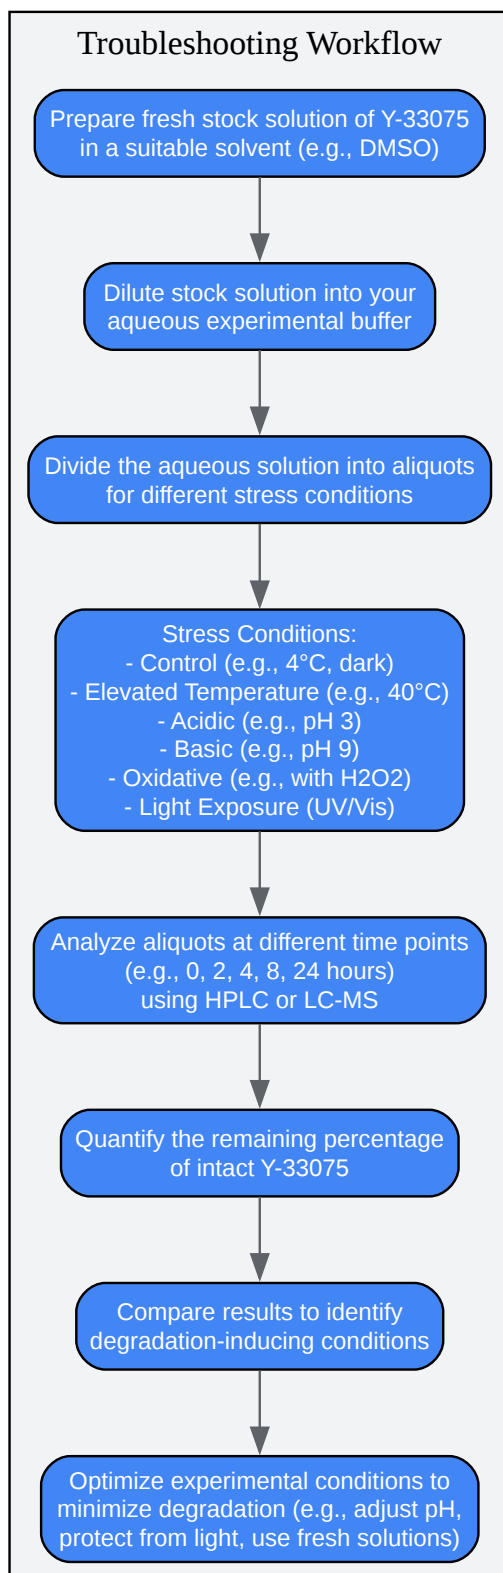 Troubleshooting Workflow
Prepare fresh stock solution of Y-33075
in a suitable solvent (e.g., DMSO)
Dilute stock solution into your
aqueous experimental buffer
Divide the aqueous solution into aliquots
for different stress conditions
Stress Conditions:
- Control (e.g., 4°C, dark)
- Elevated Temperature (e.g., 40°C)
- Acidic (e.g., pH 3)
- Basic (e.g., pH 9)
- Oxidative (e.g., with H2O2)
- Light Exposure (UV/Vis)
Analyze aliquots at different time points
(e.g., 0, 2, 4, 8, 24 hours)
using HPLC or LC-MS
Quantify the remaining percentage
of intact Y-33075
Compare results to identify
degradation-inducing conditions
Optimize experimental conditions to
minimize degradation (e.g., adjust pH,
protect from light, use fresh solutions)